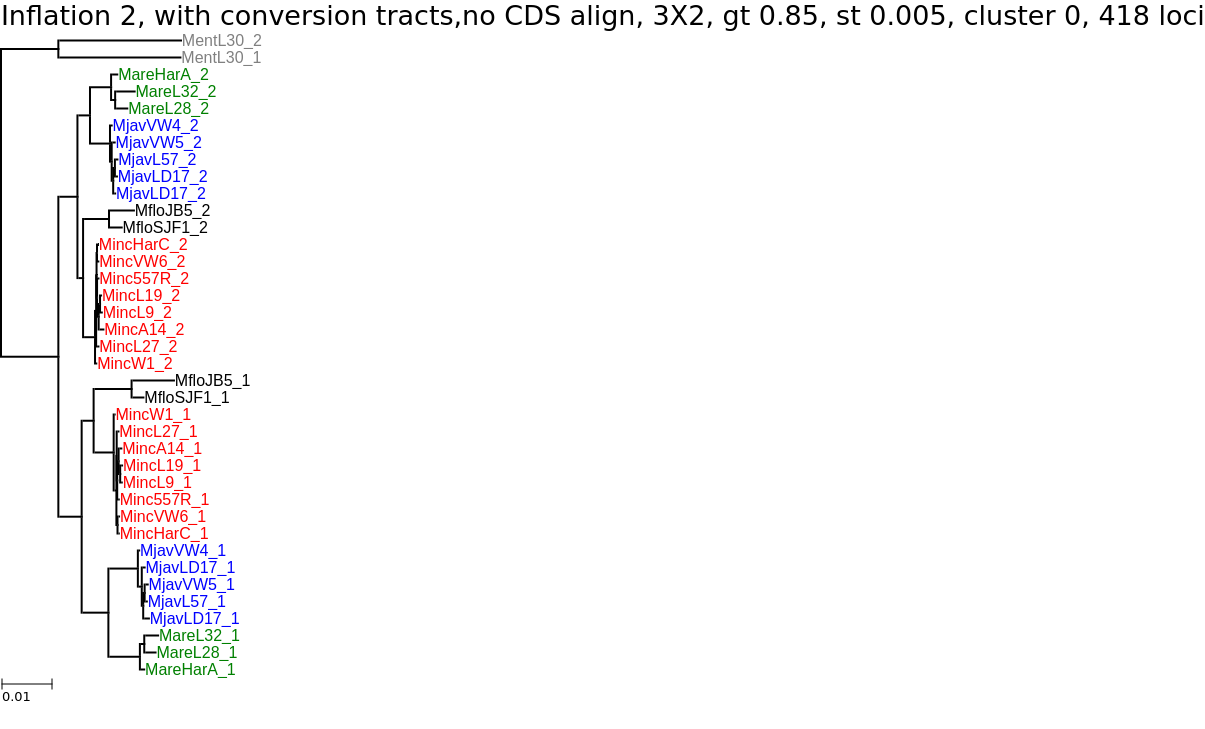 Inflation 2, with conversion tracts,no CDS align, 3X2, gt 0.85, st 0.005, cluster 0, 418 loci
MentL30_2
MentL30_1
MareHarA_2
MareL32_2
MareL28_2
MjavVW4_2
MjavVW5_2
MjavL57_2
MjavLD17_2
MjavLD17_2
MfloJB5_2
MfloSJF1_2
MincHarC_2
MincVW6_2
Minc557R_2
MincL19_2
MincL9_2
MincA14_2
MincL27_2
MincW1_2
MfloJB5_1
MfloSJF1_1
MincW1_1
MincL27_1
MincA14_1
MincL19_1
MincL9_1
Minc557R_1
MincVW6_1
MincHarC_1
MjavVW4_1
MjavLD17_1
MjavVW5_1
MjavL57_1
MjavLD17_1
MareL32_1
MareL28_1
MareHarA_1
0.01